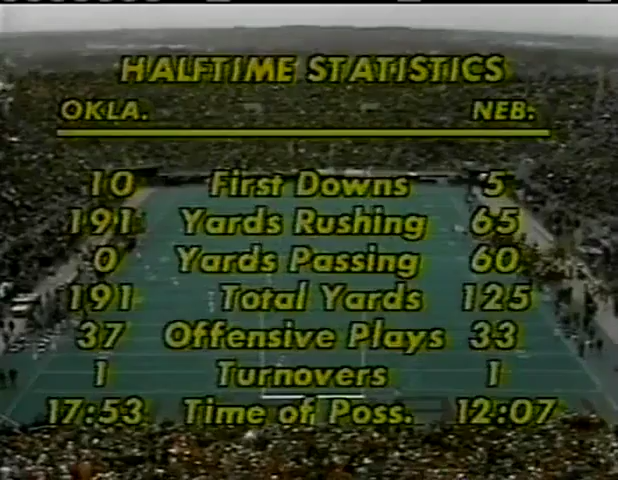 HALFTIME STATISTICS
OKLA. NEB.
10 First Downs 5
191 Yards Rushing 65
0 Yards Passing 60
191 Total Yards 125
37 Offensive Plays 33
1 Turnovers 1
17:53 Time of Poss. 12:07